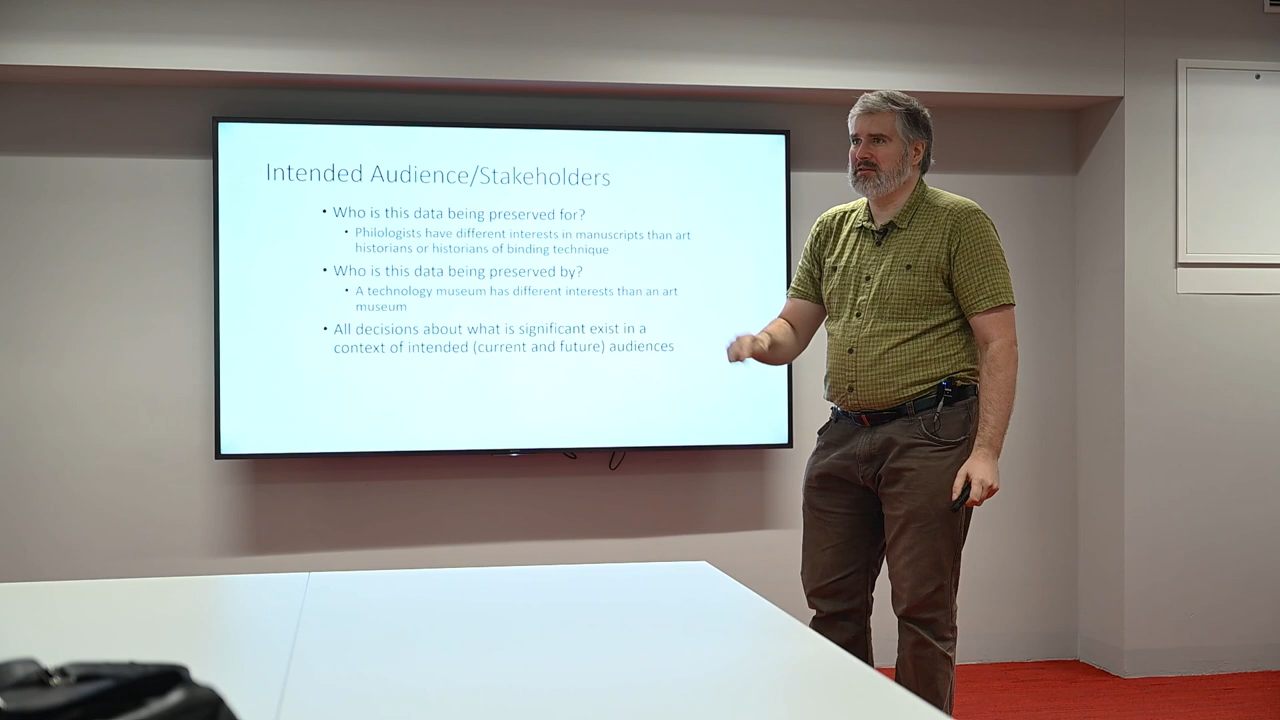 Intended Audience/Stakeholders
• Who is this data being preserved for?
• Philologists have different interests in manuscripts than art
historians or historians of binding technique
• Who is this data being preserved by?
• A technology museum has different interests than an art
museum
• All decisions about what is significant exist in a
context of intended (current and future) audiences